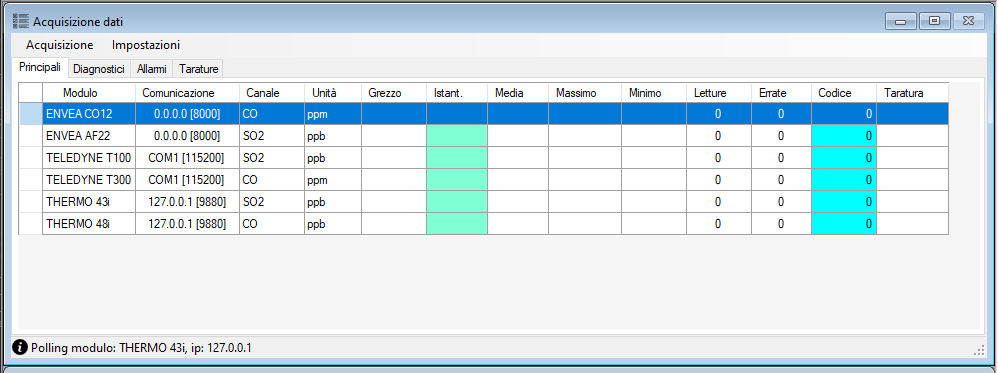 Acquisizione dati
Acquisizione Impostazioni
Principali Diagnostici Allarmi Tarature
Modulo Comunicazione Canale Unità Grezzo Istant. Media Massimo Minimo Letture Errate Codice Taratura
ENVEA CO12 0.0.0.0 [8000] CO ppm 0 0 0
ENVEA AF22 0.0.0.0 [8000] SO2 ppb 0 0 0
TELEDYNE T100 COM1 [115200] SO2 ppb 0 0 0
TELEDYNE T300 COM1 [115200] CO ppm 0 0 0
THERMO 43i 127.0.0.1 [9880] SO2 ppb 0 0 0
THERMO 48i 127.0.0.1 [9880] CO ppb 0 0 0
Polling modulo: THERMO 43i, ip: 127.0.0.1